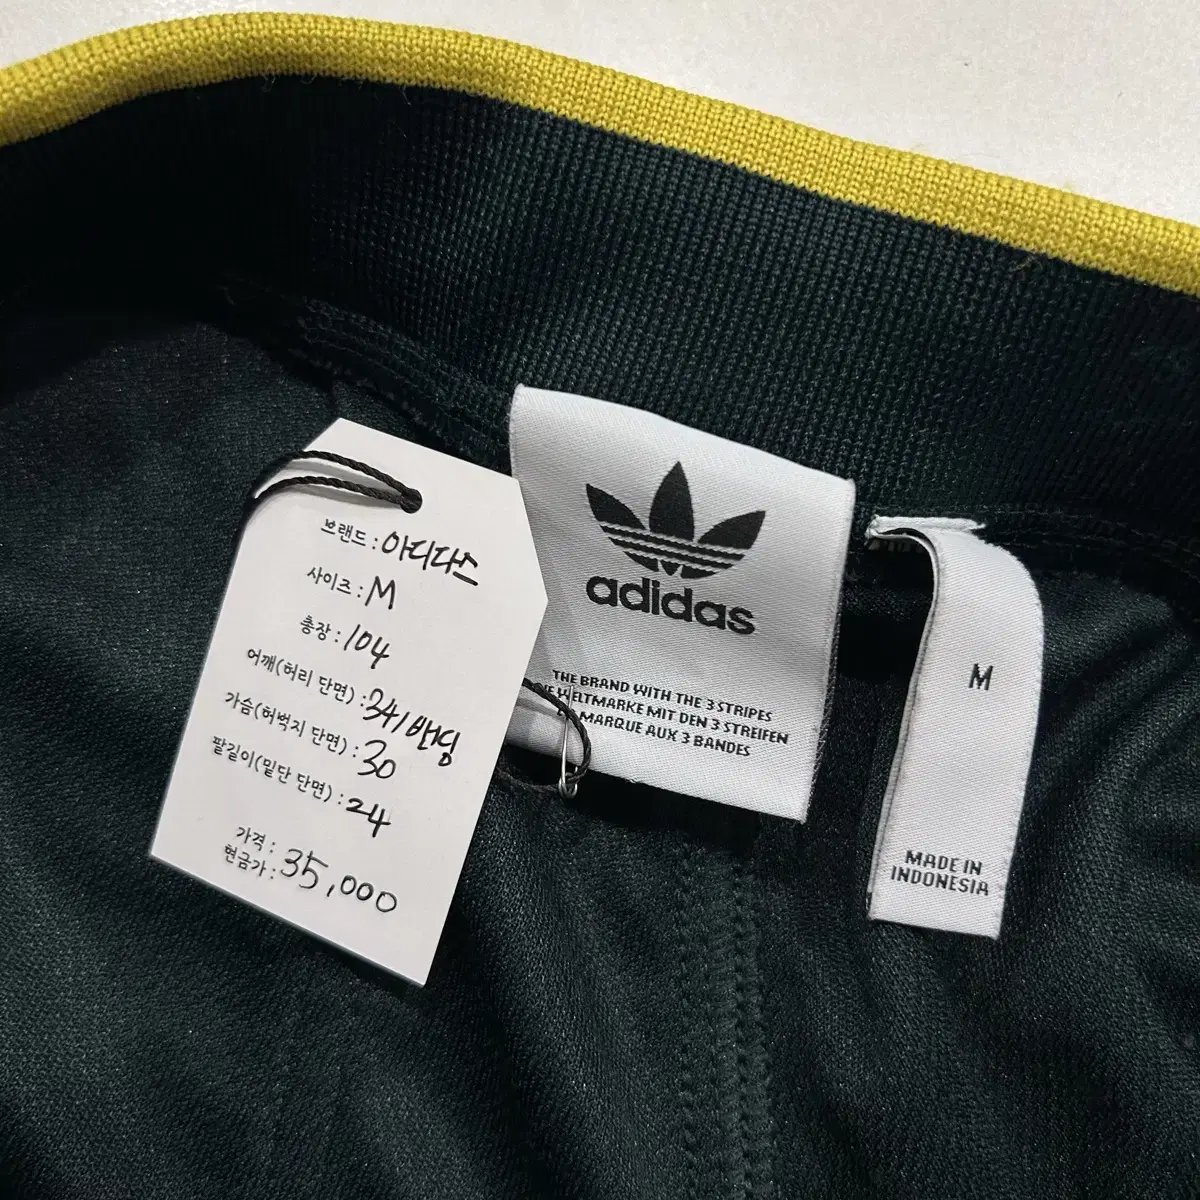 브랜드 : 아디다스
사이즈 : M
총장 : 104
어깨(허리 단면) : 34/밴딩
가슴(허벅지 단면) : 30
팔길이(밑단 단면) : 24
가격 :
현금가 : 35,000
adidas
THE BRAND WITH THE 3 STRIPES
DIE WELTMARKE MIT DEN 3 STREIFEN
MARQUE AUX 3 BANDES
M
MADE IN
INDONESIA